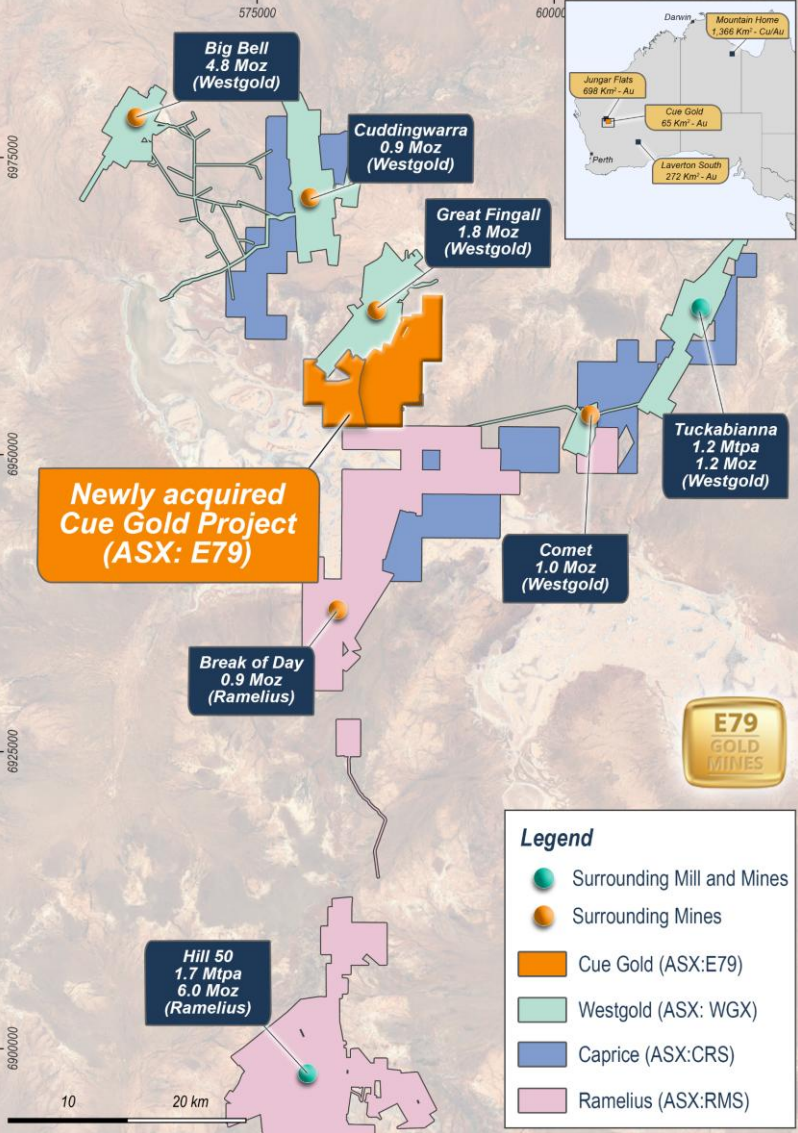 575000
60000
6975000
6950000
6925000
6900000
Big Bell
4.8 Moz
(Westgold)
Cuddingwarra
0.9 Moz
(Westgold)
Great Fingall
1.8 Moz
(Westgold)
Darwin
Mountain Home
1,366 Km² - Cu/Au
Jungar Flats
698 Km² - Au
Cue Gold
65 Km² - Au
Perth
Laverton South
272 Km² - Au
Tuckabianna
1.2 Mtpa
1.2 Moz
(Westgold)
Newly acquired
Cue Gold Project
(ASX: E79)
Comet
1.0 Moz
(Westgold)
Break of Day
0.9 Moz
(Ramelius)
E79
GOLD
MINES
Hill 50
1.7 Mtpa
6.0 Moz
(Ramelius)
Legend
Surrounding Mill and Mines
Surrounding Mines
Cue Gold (ASX:E79)
Westgold (ASX: WGX)
Caprice (ASX:CRS)
Ramelius (ASX:RMS)
10
20 km